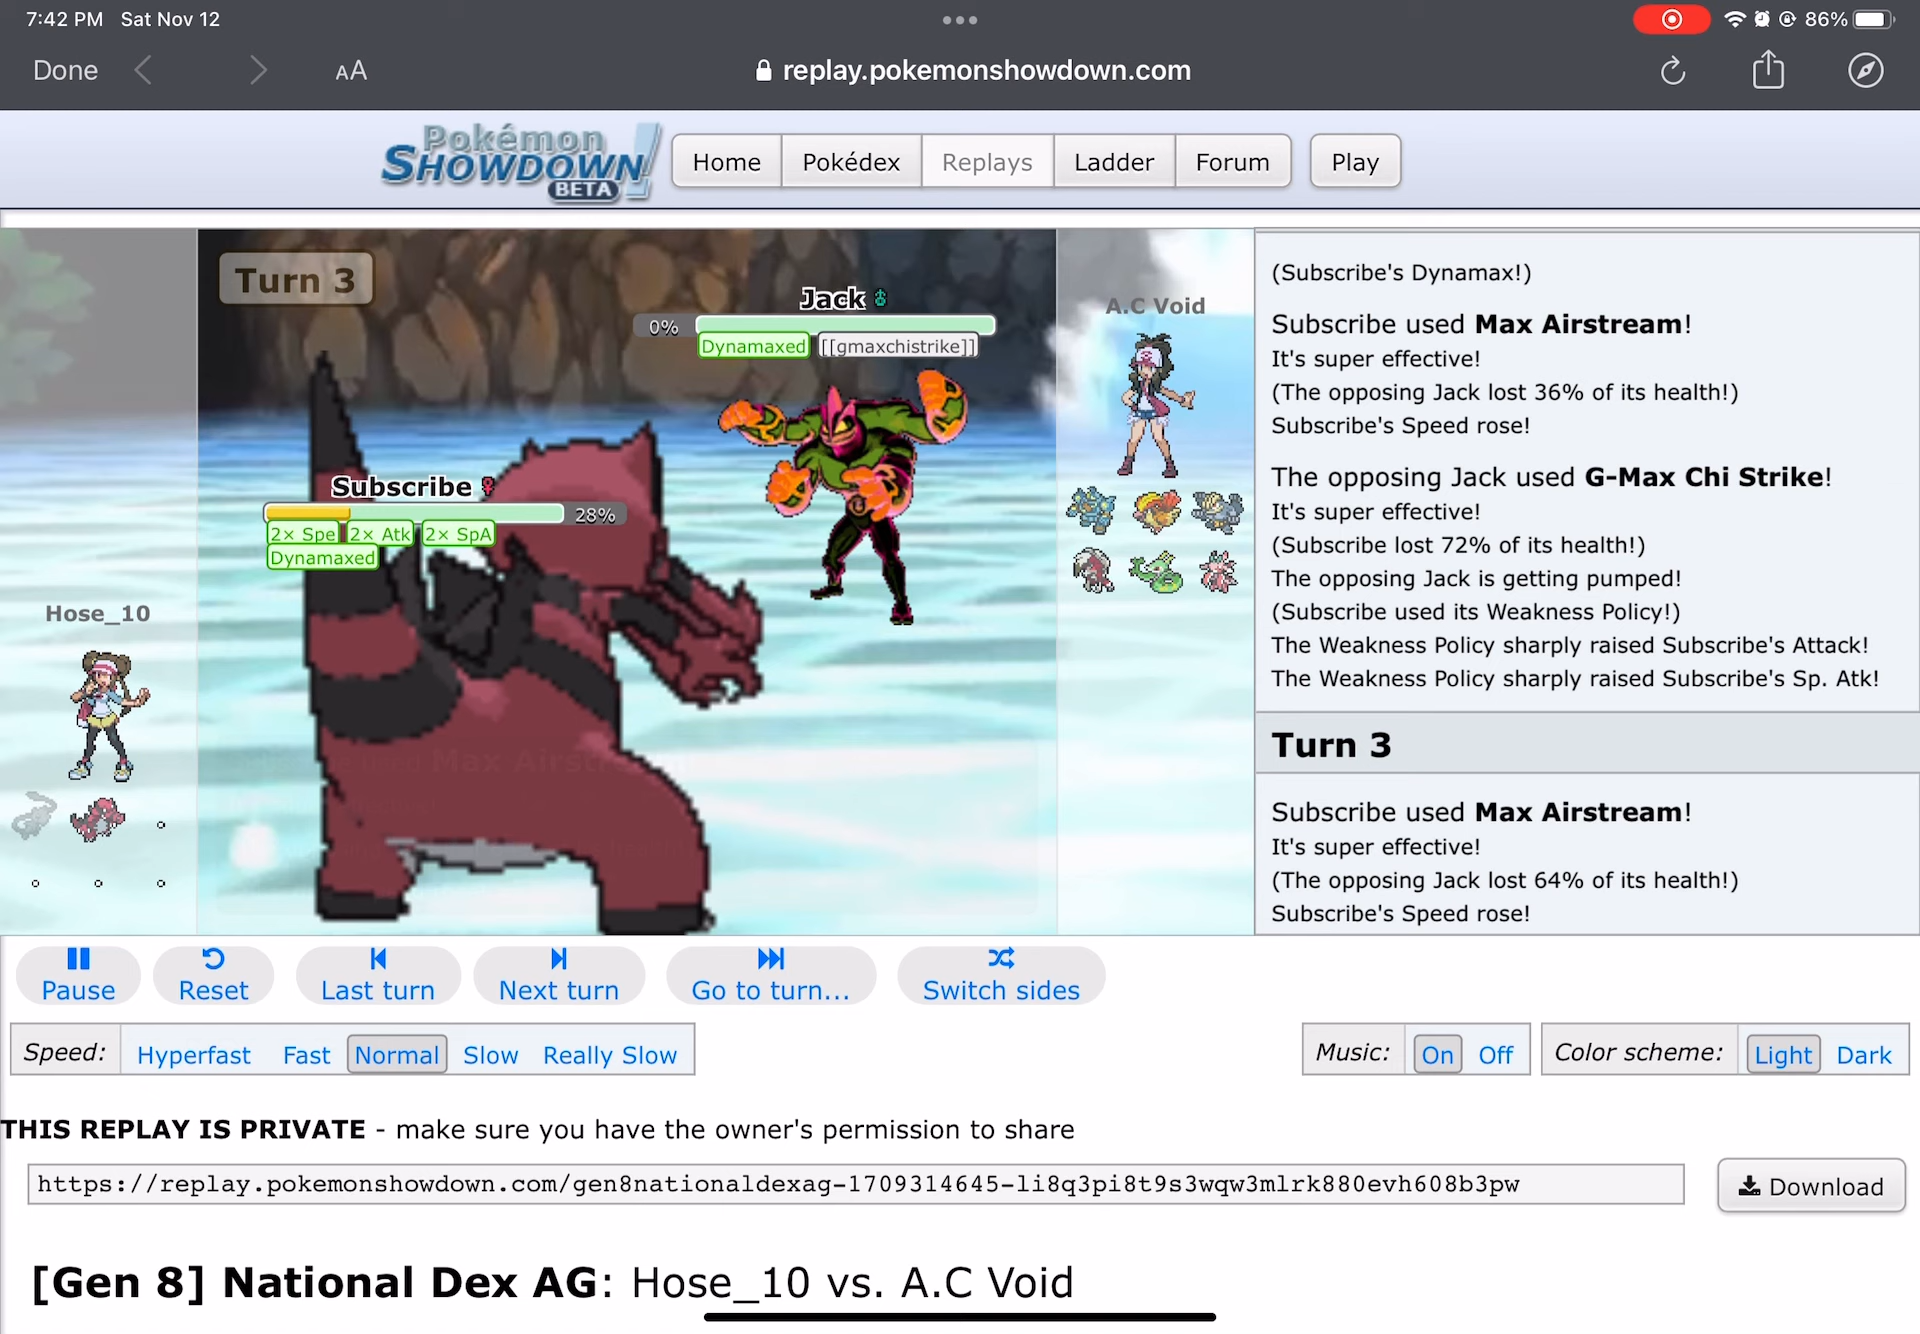 7:42 PM Sat Nov 12
86%
Done
AA
replay.pokemonshowdown.com
Pokémon
SHOWDOWN!
BETA
Home
Pokédex
Replays
Ladder
Forum
Play
Turn 3
Jack
0%
Dynamaxed
[[gmaxchistrike]]
A.C Void
Subscribe
28%
2× Spe
2× Atk
2× SpA
Dynamaxed
Hose_10
Max Airstream
(Subscribe's Dynamax!)
Subscribe used Max Airstream!
It's super effective!
(The opposing Jack lost 36% of its health!)
Subscribe's Speed rose!
The opposing Jack used G-Max Chi Strike!
It's super effective!
(Subscribe lost 72% of its health!)
The opposing Jack is getting pumped!
(Subscribe used its Weakness Policy!)
The Weakness Policy sharply raised Subscribe's Attack!
The Weakness Policy sharply raised Subscribe's Sp. Atk!
Turn 3
Subscribe used Max Airstream!
It's super effective!
(The opposing Jack lost 64% of its health!)
Subscribe's Speed rose!
Pause
Reset
Last turn
Next turn
Go to turn...
Switch sides
Speed: Hyperfast Fast Normal Slow Really Slow
Music: On Off
Color scheme: Light Dark
THIS REPLAY IS PRIVATE - make sure you have the owner's permission to share
https://replay.pokemonshowdown.com/gen8nationaldexag-1709314645-li8q3pi8t9s3wqw3mlrk880evh608b3pw
Download
[Gen 8] National Dex AG: Hose_10 vs. A.C Void